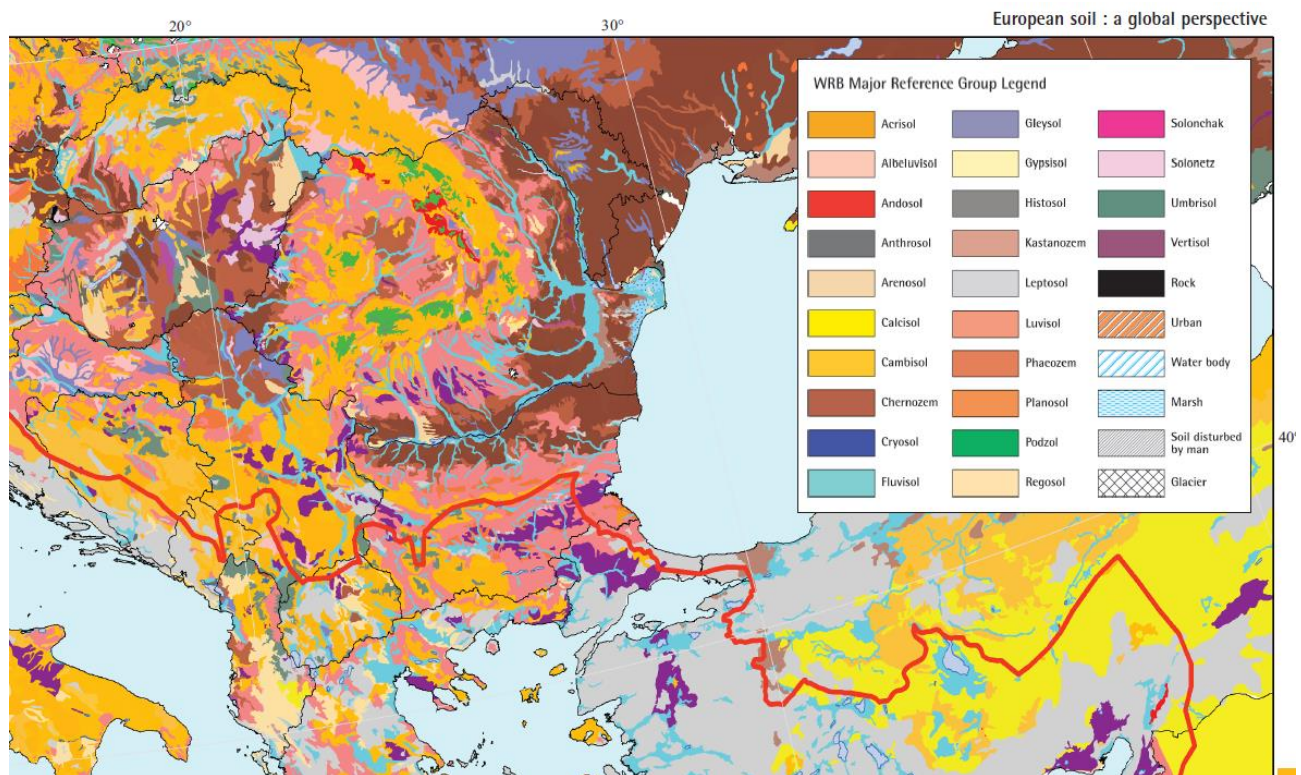 European soil : a global perspective
20°
30°
40°
WRB Major Reference Group Legend
Acrisol
Albeluvisol
Andosol
Anthrosol
Arenosol
Calcisol
Cambisol
Chernozem
Cryosol
Fluvisol
Gleysol
Gypsisol
Histosol
Kastanozem
Leptosol
Luvisol
Phaeozem
Planosol
Podzol
Regosol
Solonchak
Solonetz
Umbrisol
Vertisol
Rock
Urban
Water body
Marsh
Soil disturbed
by man
Glacier